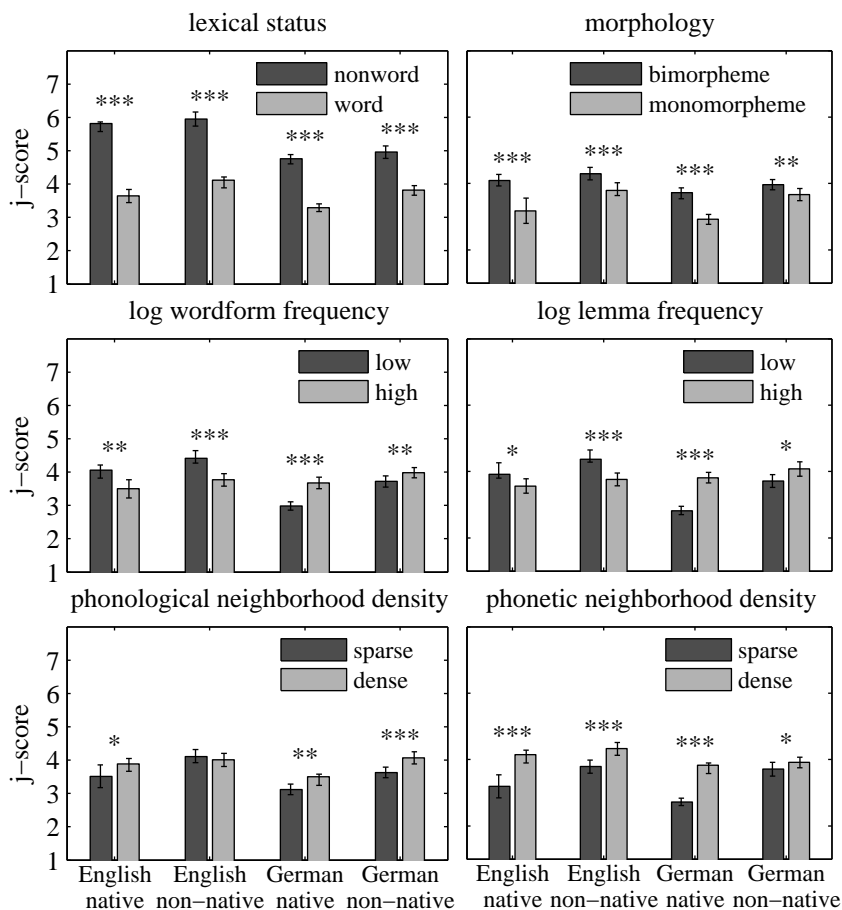 lexical status
morphology
nonword
word
bimorpheme
monomorpheme
7
6
5
4
3
2
1
j−score
***
***
***
***
***
***
***
**
log wordform frequency
log lemma frequency
low
high
low
high
7
6
5
4
3
2
1
j−score
**
***
***
**
*
***
***
*
phonological neighborhood density
phonetic neighborhood density
sparse
dense
sparse
dense
7
6
5
4
3
2
1
j−score
*
**
***
***
***
***
*
English
native
English
non−native
German
native
German
non−native
English
native
English
non−native
German
native
German
non−native